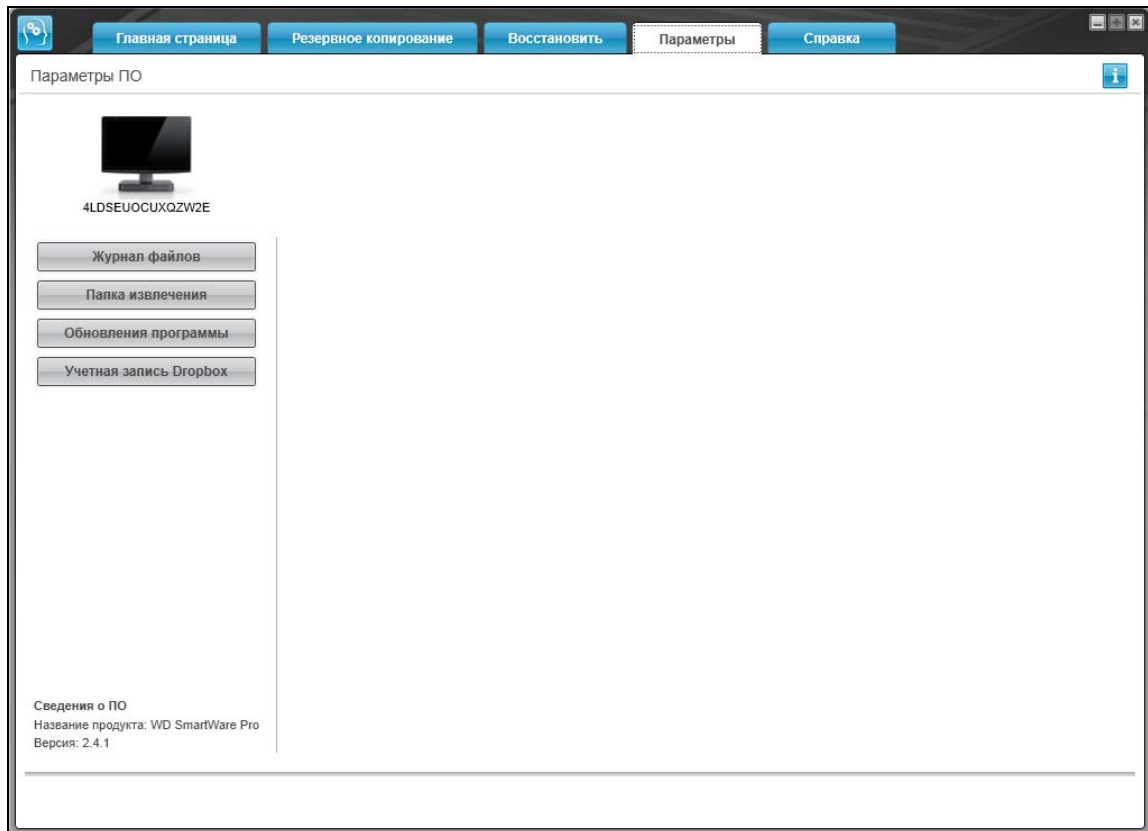 Главная страница
Резервное копирование
Восстановить
Параметры
Справка
Параметры ПО
4LDSEUOCUXQZW2E
Журнал файлов
Папка извлечения
Обновления программы
Учетная запись Dropbox
Сведения о ПО
Название продукта: WD SmartWare Pro
Версия: 2.4.1